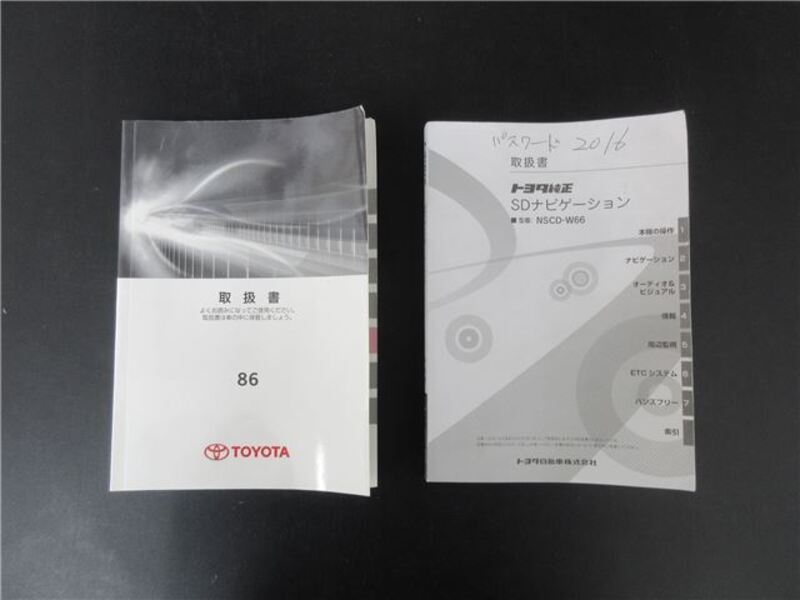 取扱書
よくお読みになってご使用ください。
取扱書は車の中に保管しましょう。
86
TOYOTA
パスワード 2016
取扱書
トヨタ純正
SDナビゲーション
■ 型番: NSCD-W66
本機の操作 1
ナビゲーション 2
オーディオ&
ビジュアル 3
情報 4
周辺監視 5
ETCシステム 6
ハンズフリー 7
索引
トヨタ自動車株式会社